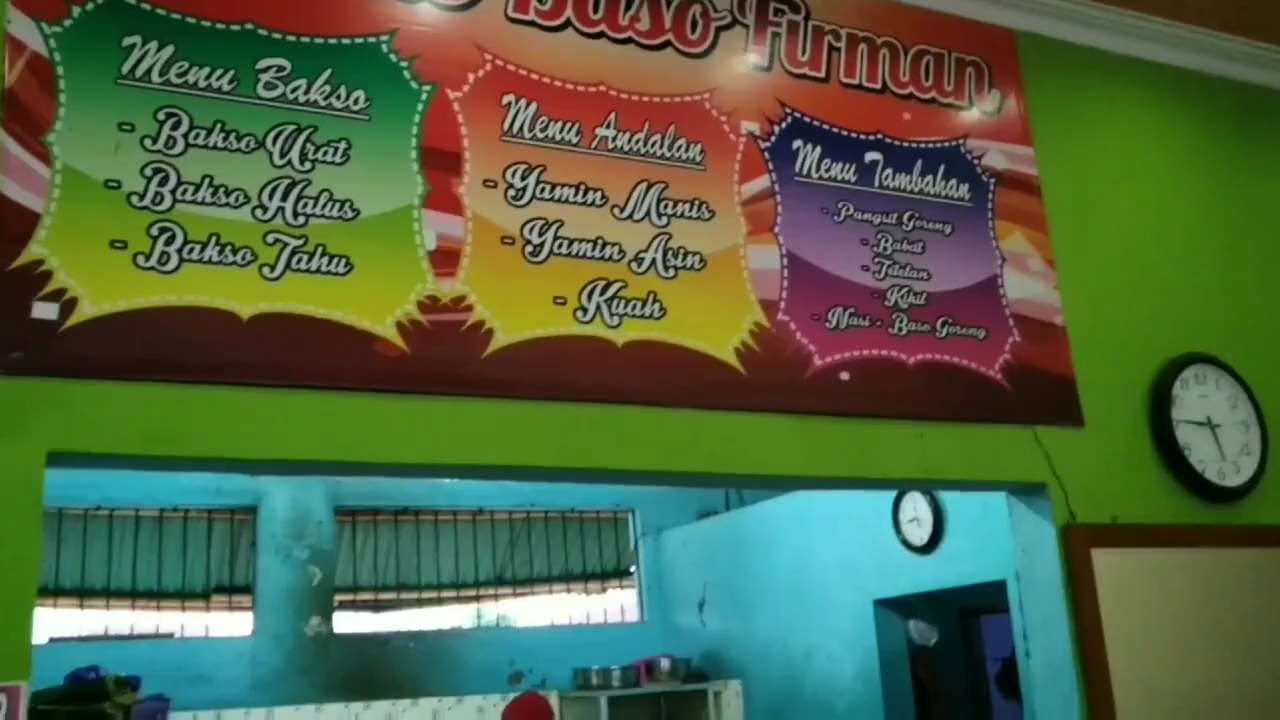 Baso Firman
Menu Bakso
- Bakso Urat
- Bakso Halus
- Bakso Tahu
Menu Andalan
- Yamin Manis
- Yamin Asin
- Kuah
Menu Tambahan
- Pangsit Goreng
- Babat
- Tetelan
- Kikil
- Nasi - Baso Goreng